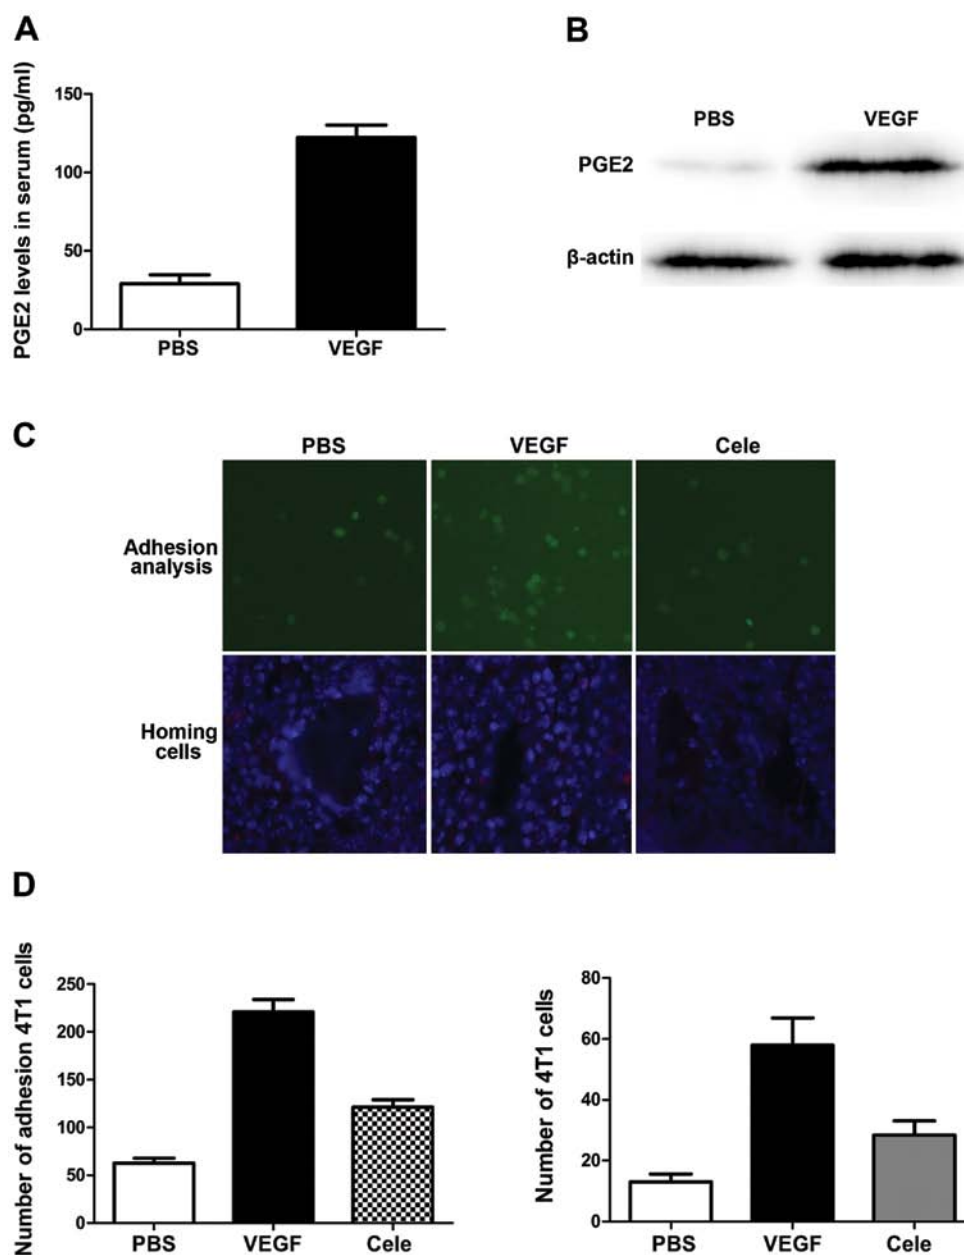 A
PGE2 levels in serum (pg/ml)
150
100
50
0
PBS
VEGF
B
PBS
VEGF
PGE2
β-actin
C
PBS
VEGF
Cele
Adhesion
analysis
Homing
cells
D
Number of adhesion 4T1 cells
250
200
150
100
50
0
PBS
VEGF
Cele
Number of 4T1 cells
80
60
40
20
0
PBS
VEGF
Cele